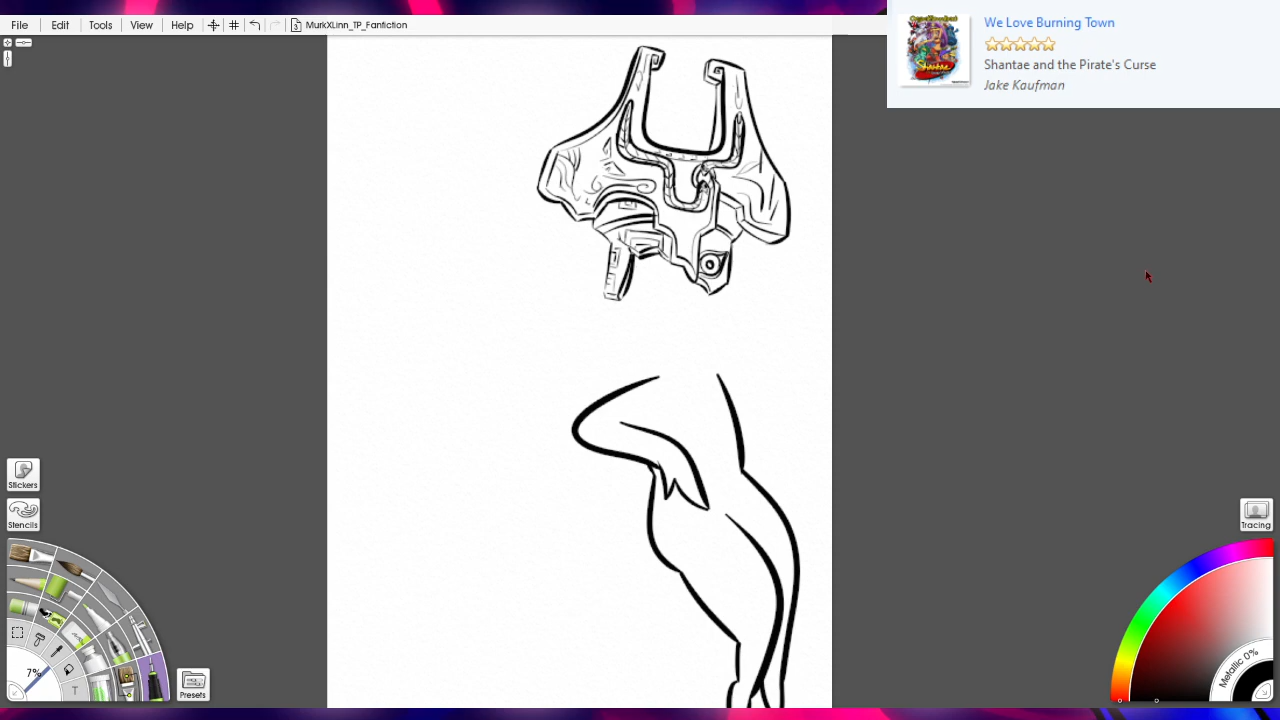 File Edit Tools View Help MurkXLinn_TP_Fanfiction
We Love Burning Town
Shantae and the Pirate's Curse
Jake Kaufman
Shantae
Stickers
Stencils
Tracing
7%
Metallic 0%
T
Presets